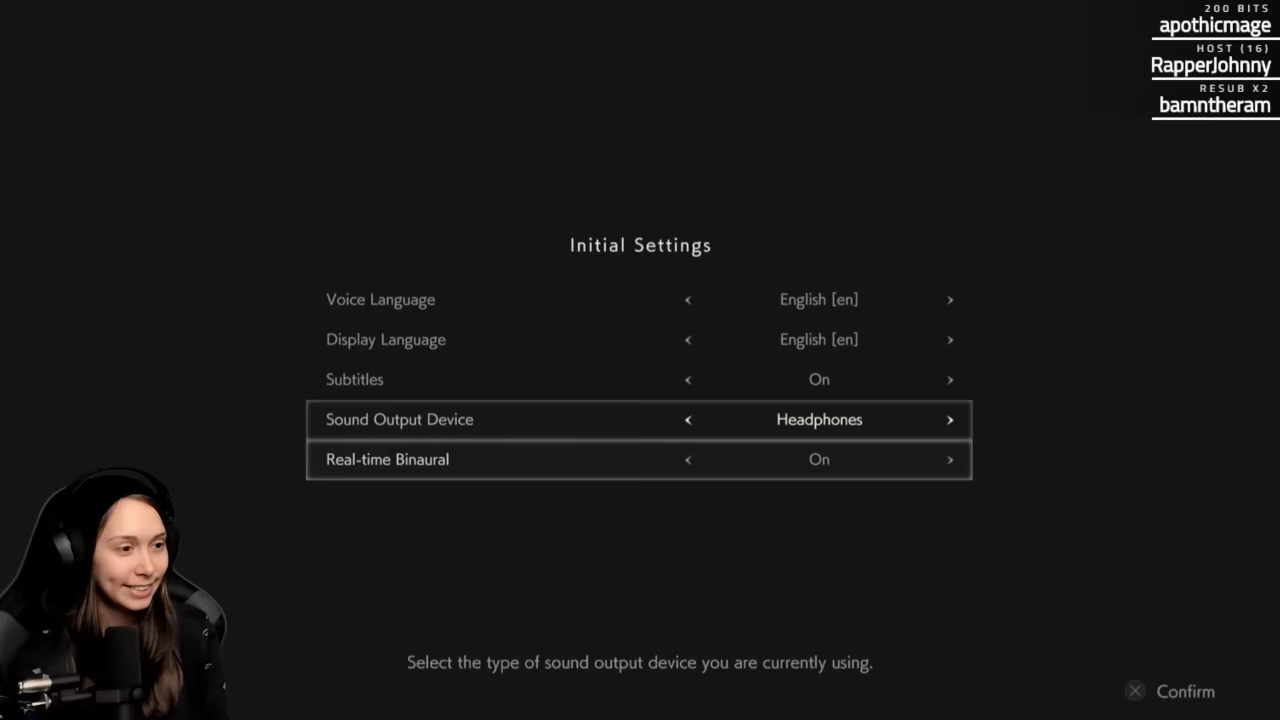 200 BITS
apothicmage
HOST (16)
RapperJohnny
RESUB X2
bamntheram
Initial Settings
Voice Language < English [en] >
Display Language < English [en] >
Subtitles < On >
Sound Output Device < Headphones >
Real-time Binaural < On >
Select the type of sound output device you are currently using.
Confirm